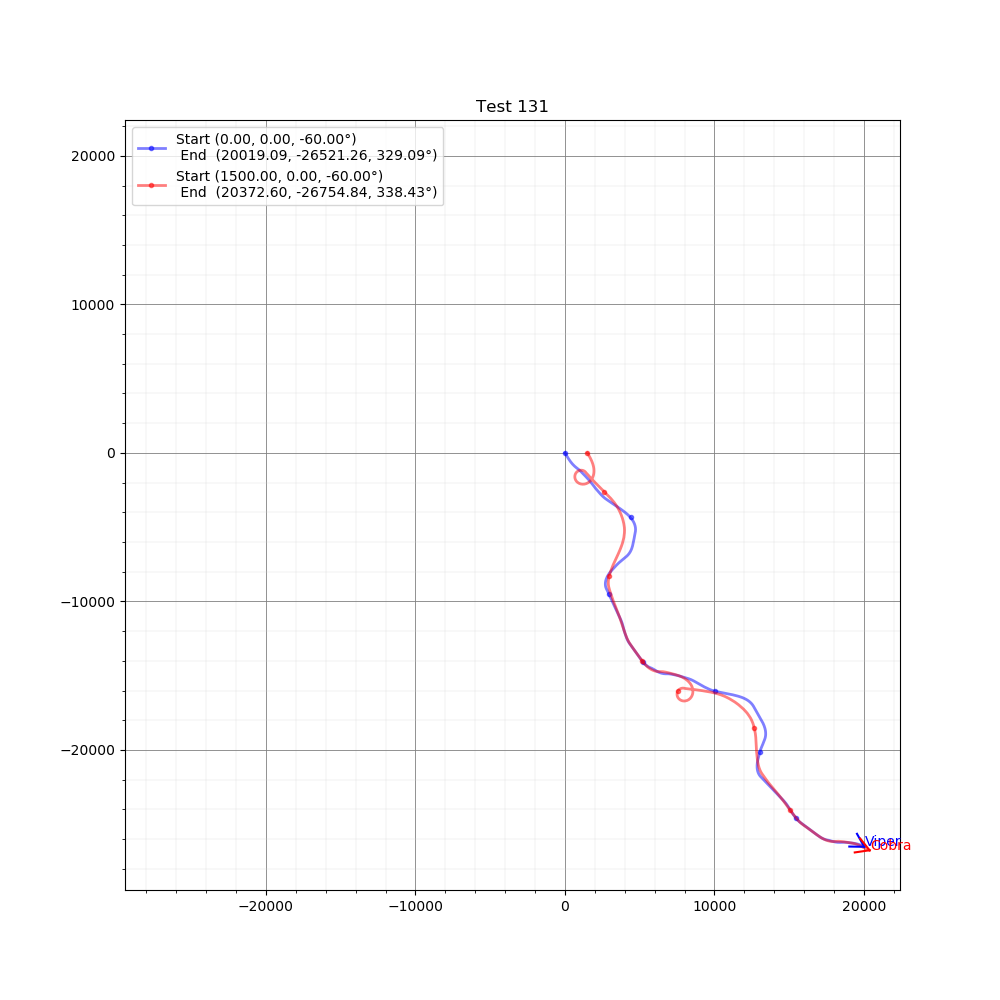 Test 131
Start (0.00, 0.00, -60.00°)
End  (20019.09, -26521.26, 329.09°)
Start (1500.00, 0.00, -60.00°)
End  (20372.60, -26754.84, 338.43°)
20000
10000
0
−10000
−20000
Viper
Cobra
−20000
−10000
0
10000
20000